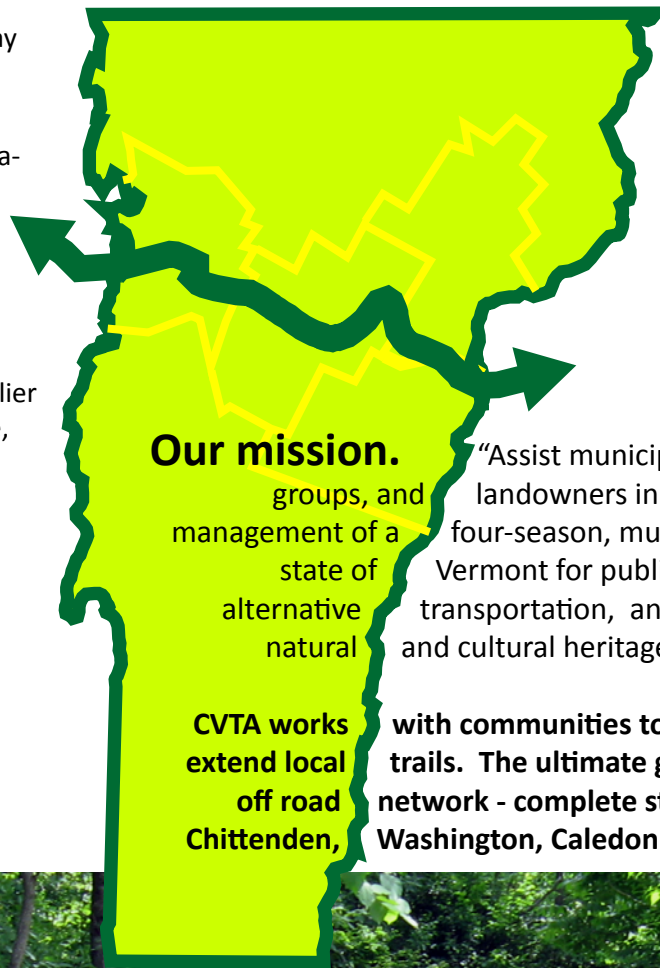 ay
a-
lier
,
Our mission. “Assist municip
groups, and landowners in
management of a four-season, mu
state of Vermont for publi
alternative transportation, an
natural and cultural heritage
CVTA works with communities to
extend local trails. The ultimate g
off road network - complete st
Chittenden, Washington, Caledon